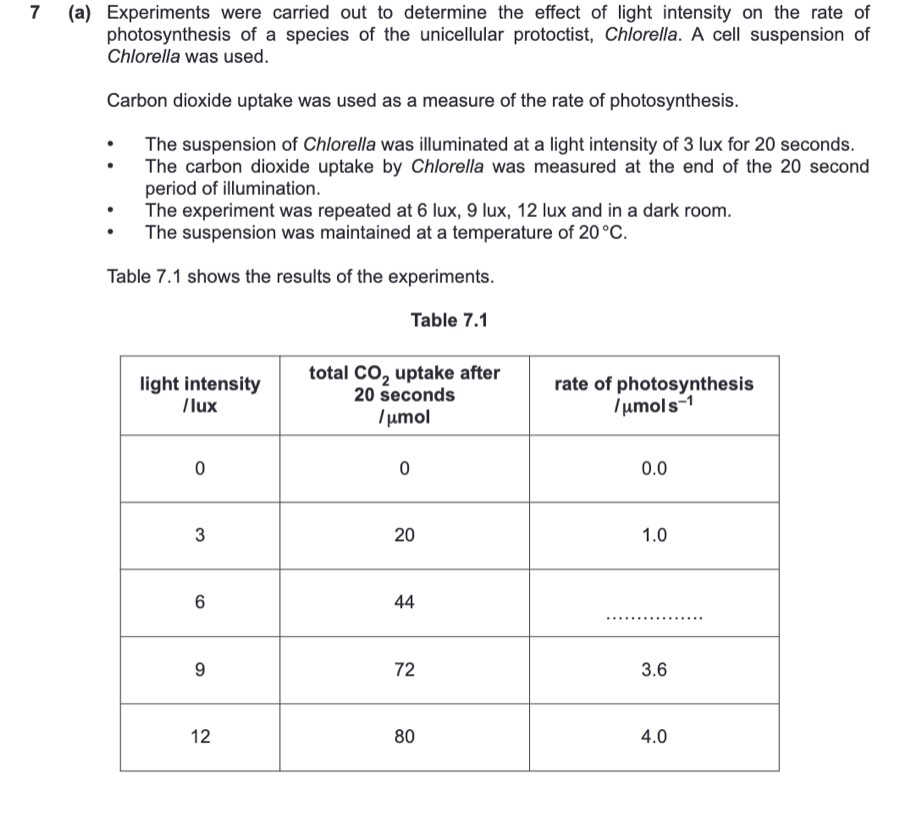 7 (a) Experiments were carried out to determine the effect of light intensity on the rate of
photosynthesis of a species of the unicellular protoctist, Chlorella. A cell suspension of
Chlorella was used.
Carbon dioxide uptake was used as a measure of the rate of photosynthesis.
• The suspension of Chlorella was illuminated at a light intensity of 3 lux for 20 seconds.
• The carbon dioxide uptake by Chlorella was measured at the end of the 20 second
period of illumination.
• The experiment was repeated at 6 lux, 9 lux, 12 lux and in a dark room.
• The suspension was maintained at a temperature of 20 °C.
Table 7.1 shows the results of the experiments.
Table 7.1
light intensity
/ lux
total CO₂ uptake after
20 seconds
/ μmol
rate of photosynthesis
/ μmol s⁻¹
0 0 0.0
3 20 1.0
6 44 ................
9 72 3.6
12 80 4.0